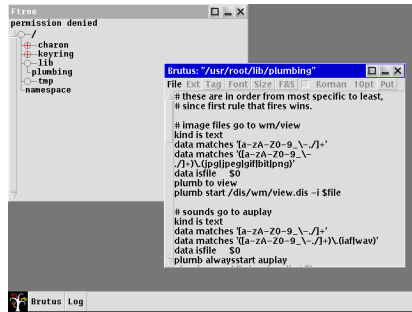 Ftree
permission denied
/
charon
keyring
lib
plumbing
tmp
namespace
Brutus: "/usr/root/lib/plumbing"
File Ext Tag Font Size F&S Roman 10pt Put
# these are in order from most specific to least,
# since first rule that fires wins.
# image files go to wm/view
kind is text
data matches '[a-zA-Z0-9_\-./]+'
data matches '([a-zA-Z0-9_\-
./]+)\.(jpg|jpeg|gif|bit|png)'
data isfile $0
plumb to view
plumb start /dis/wm/view.dis -i $file
# sounds go to auplay
kind is text
data matches '[a-zA-Z0-9_\-./]+'
data matches '([a-zA-Z0-9_\-./]+)\.(iaf|wav)'
data isfile $0
plumb alwaysstart auplay
Brutus Log